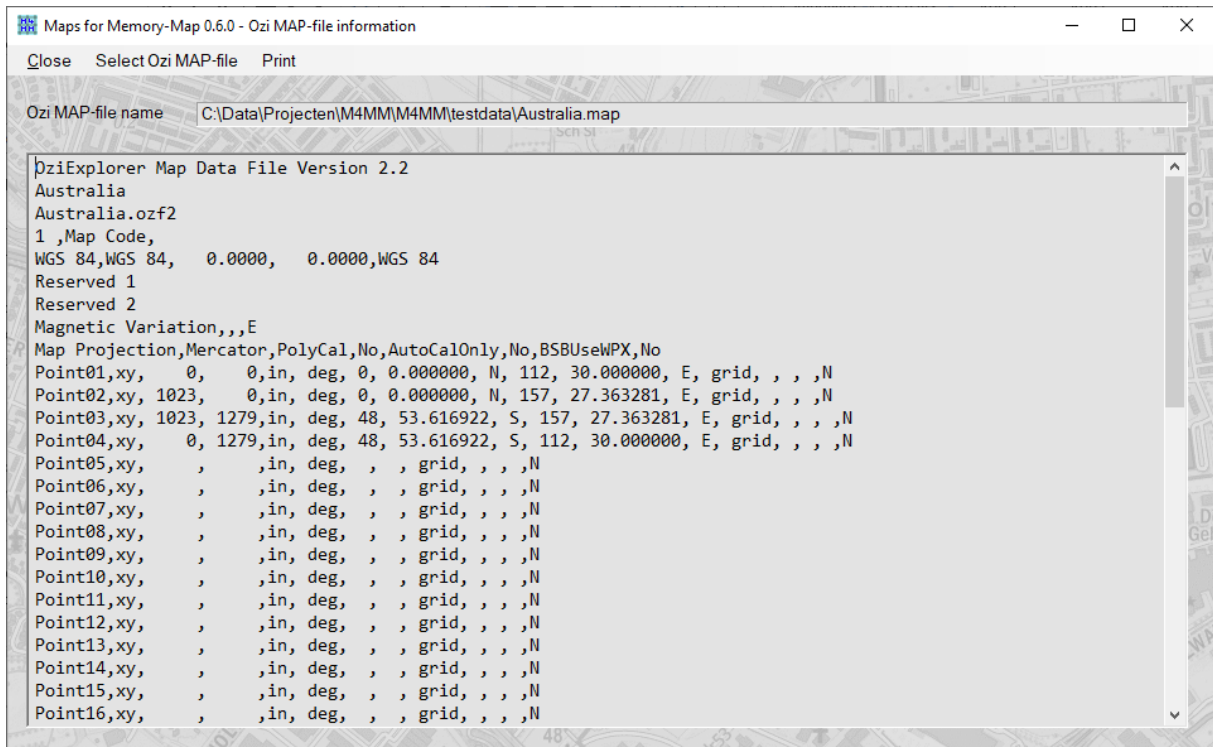 Maps for Memory-Map 0.6.0 - Ozi MAP-file information
Close Select Ozi MAP-file Print
Ozi MAP-file name C:\Data\Projecten\M4MM\M4MM\testdata\Australia.map
OziExplorer Map Data File Version 2.2
Australia
Australia.ozf2
1 ,Map Code,
WGS 84,WGS 84,   0.0000,   0.0000,WGS 84
Reserved 1
Reserved 2
Magnetic Variation,,,E
Map Projection,Mercator,PolyCal,No,AutoCalOnly,No,BSBUseWPX,No
Point01,xy,    0,    0,in, deg, 0, 0.000000, N, 112, 30.000000, E, grid, , , ,N
Point02,xy, 1023,    0,in, deg, 0, 0.000000, N, 157, 27.363281, E, grid, , , ,N
Point03,xy, 1023, 1279,in, deg, 48, 53.616922, S, 157, 27.363281, E, grid, , , ,N
Point04,xy,    0, 1279,in, deg, 48, 53.616922, S, 112, 30.000000, E, grid, , , ,N
Point05,xy,     ,     ,in, deg,  ,  , grid, , , ,N
Point06,xy,     ,     ,in, deg,  ,  , grid, , , ,N
Point07,xy,     ,     ,in, deg,  ,  , grid, , , ,N
Point08,xy,     ,     ,in, deg,  ,  , grid, , , ,N
Point09,xy,     ,     ,in, deg,  ,  , grid, , , ,N
Point10,xy,     ,     ,in, deg,  ,  , grid, , , ,N
Point11,xy,     ,     ,in, deg,  ,  , grid, , , ,N
Point12,xy,     ,     ,in, deg,  ,  , grid, , , ,N
Point13,xy,     ,     ,in, deg,  ,  , grid, , , ,N
Point14,xy,     ,     ,in, deg,  ,  , grid, , , ,N
Point15,xy,     ,     ,in, deg,  ,  , grid, , , ,N
Point16,xy,     ,     ,in, deg,  ,  , grid, , , ,N